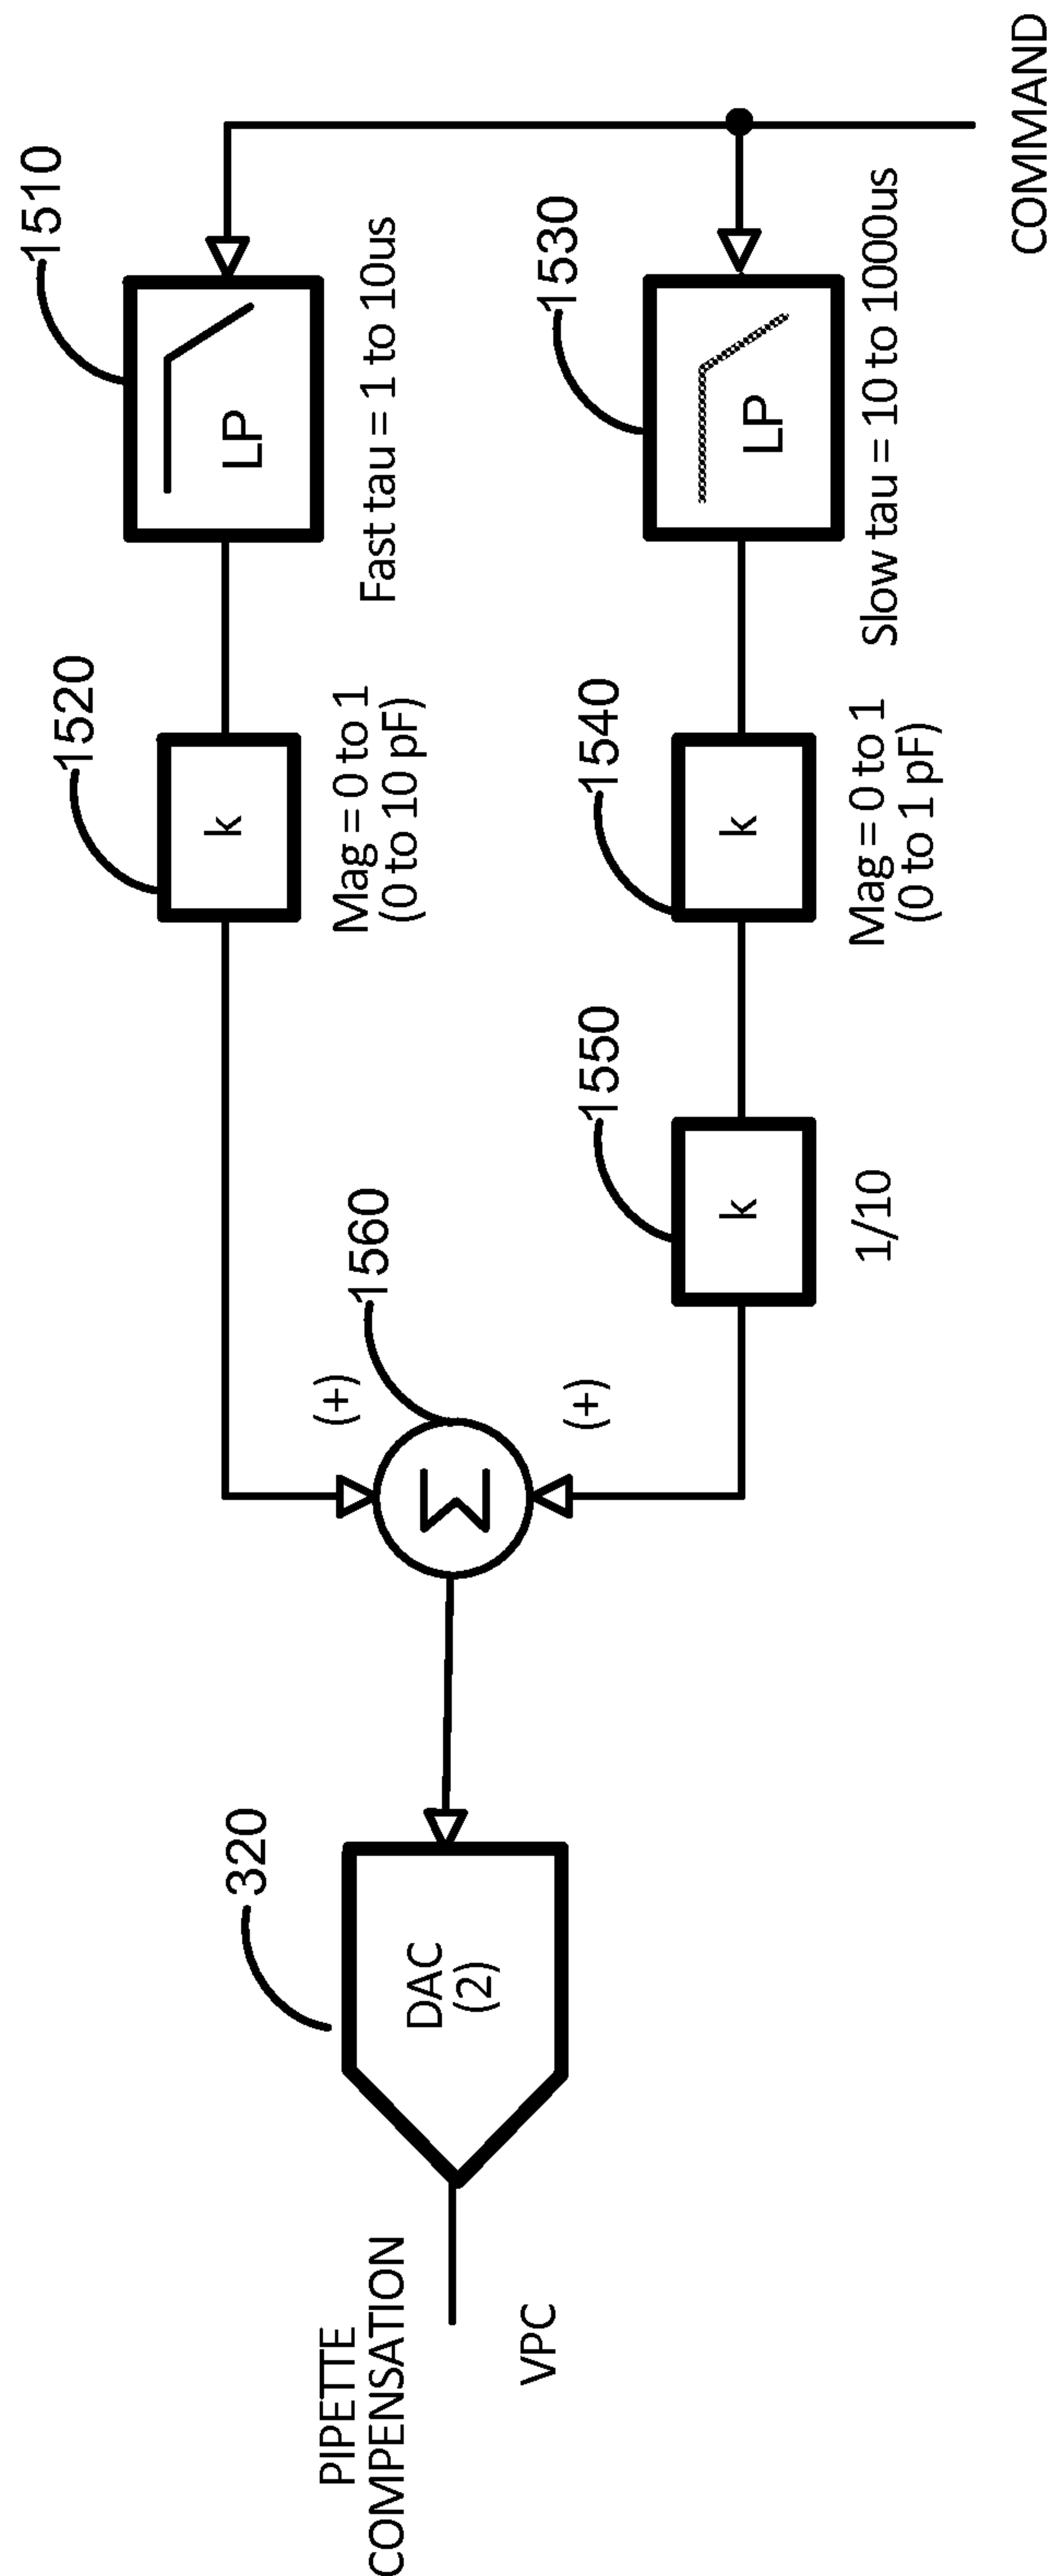 1510
LP
Fast tau = 1 to 10us
1520
k
Mag = 0 to 1
(0 to 10 pF)
COMMAND
1530
LP
Slow tau = 10 to 1000us
1540
k
Mag = 0 to 1
(0 to 1 pF)
1550
k
1/10
1560
(+)
(+)
Σ
320
DAC
(2)
PIPETTE
COMPENSATION
VPC